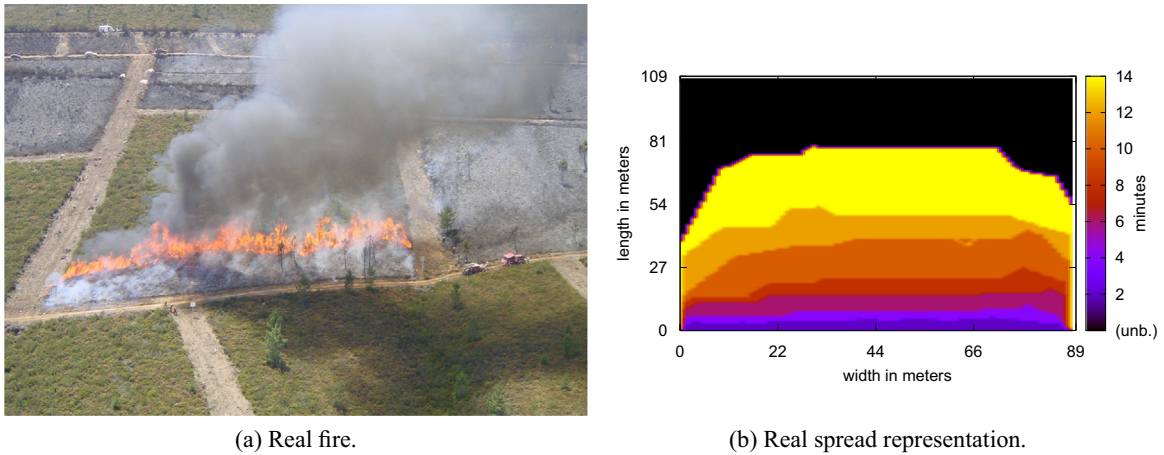 109
81
54
27
0
length in meters
0
22
44
66
89
width in meters
14
12
10
8
6
4
2
(unb.)
minutes
(a) Real fire.
(b) Real spread representation.